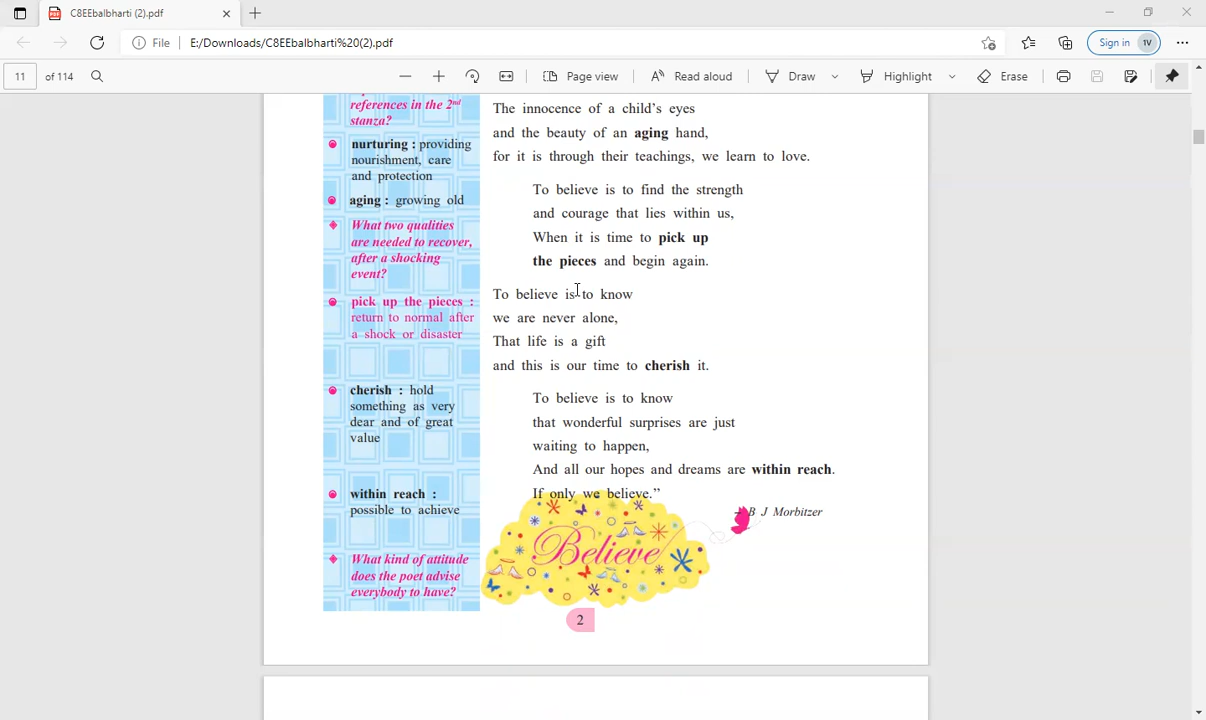 C8EEbalbharti (2).pdf
File E:/Downloads/C8EEbalbharti%20(2).pdf Sign in 1V
11 of 114 Page view Read aloud Draw Highlight Erase
references in the 2nd
stanza?
nurturing : providing
nourishment, care
and protection
aging : growing old
What two qualities
are needed to recover,
after a shocking
event?
pick up the pieces :
return to normal after
a shock or disaster
cherish : hold
something as very
dear and of great
value
within reach :
possible to achieve
What kind of attitude
does the poet advise
everybody to have?
The innocence of a child's eyes
and the beauty of an aging hand,
for it is through their teachings, we learn to love.
To believe is to find the strength
and courage that lies within us,
When it is time to pick up
the pieces and begin again.
To believe is to know
we are never alone,
That life is a gift
and this is our time to cherish it.
To believe is to know
that wonderful surprises are just
waiting to happen,
And all our hopes and dreams are within reach.
If only we believe.”
B J Morbitzer
Believe
2